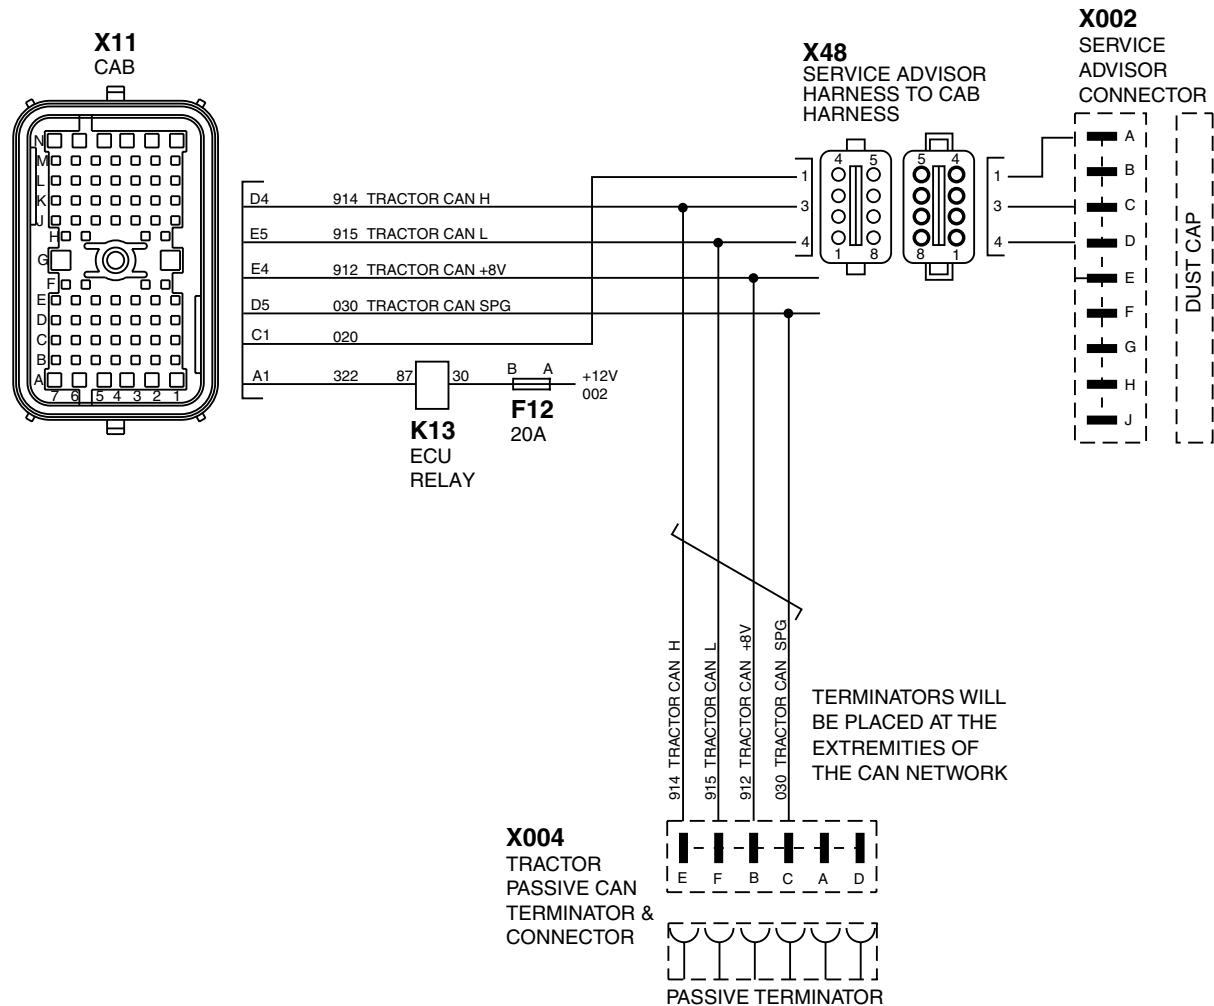 X11
CAB
N
M
L
K
J
H
G
F
E
D
C
B
A
7 6 5 4 3 2 1
D4 914 TRACTOR CAN H
E5 915 TRACTOR CAN L
E4 912 TRACTOR CAN +8V
D5 030 TRACTOR CAN SPG
C1 020
A1 322 87 30 B A +12V
002
K13
ECU
RELAY
F12
20A
X48
SERVICE ADVISOR
HARNESS TO CAB
HARNESS
1
3
4
4 5
1 8
5 4
8 1
1
3
4
X002
SERVICE
ADVISOR
CONNECTOR
A
B
C
D
E
F
G
H
J
DUST CAP
914 TRACTOR CAN H
915 TRACTOR CAN L
912 TRACTOR CAN +8V
030 TRACTOR CAN SPG
TERMINATORS WILL
BE PLACED AT THE
EXTREMITIES OF
THE CAN NETWORK
X004
TRACTOR
PASSIVE CAN
TERMINATOR &
CONNECTOR
E F B C A D
PASSIVE TERMINATOR